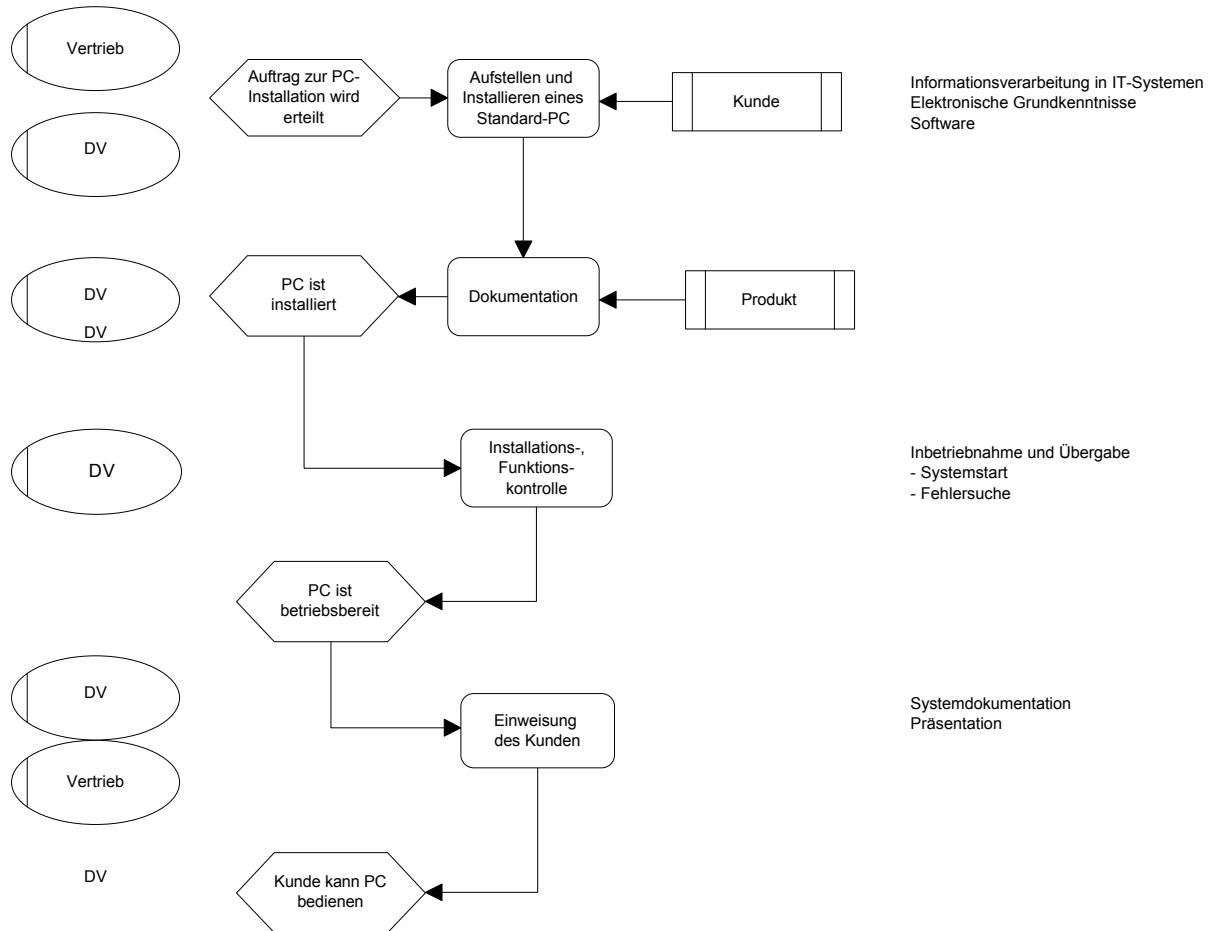 Vertrieb
Auftrag zur PC-
Installation wird
erteilt
Aufstellen und
Installieren eines
Standard-PC
Kunde
Informationsverarbeitung in IT-Systemen
Elektronische Grundkenntnisse
Software
DV
DV
DV
PC ist
installiert
Dokumentation
Produkt
DV
Installations-,
Funktions-
kontrolle
Inbetriebnahme und Übergabe
- Systemstart
- Fehlersuche
PC ist
betriebsbereit
DV
Vertrieb
Einweisung
des Kunden
Systemdokumentation
Präsentation
DV
Kunde kann PC
bedienen